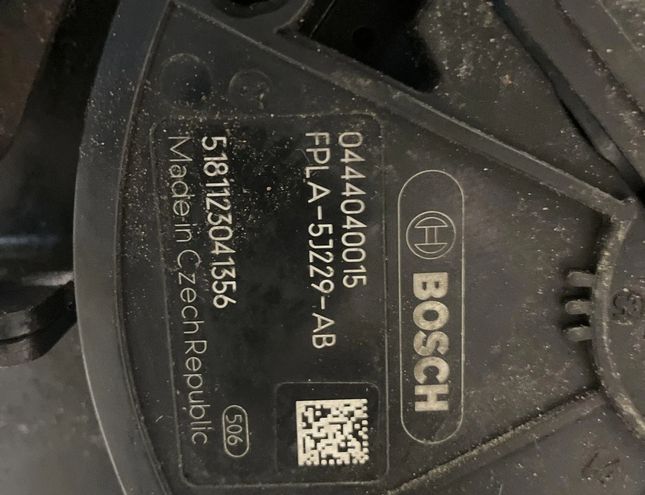 BOSCH
0444040015
FPLA-5J229-AB
5181123041356
Made in Czech Republic
506